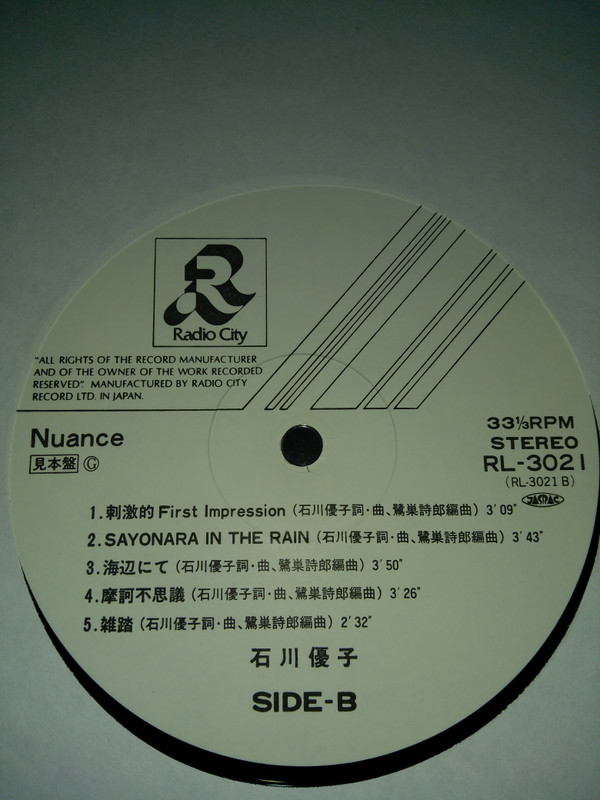 Radio City
"ALL RIGHTS OF THE RECORD MANUFACTURER
AND OF THE OWNER OF THE WORK RECORDED
RESERVED". MANUFACTURED BY RADIO CITY
RECORD LTD. IN JAPAN.
Nuance
見本盤 Ⓖ
33⅓RPM
STEREO
RL-3021
(RL-3021 B)
JASRAC
1.刺激的First Impression (石川優子詞・曲、鷺巣詩郎編曲) 3'09"
2.SAYONARA IN THE RAIN (石川優子詞・曲、鷺巣詩郎編曲) 3'43"
3.海辺にて (石川優子詞・曲、鷺巣詩郎編曲) 3'50"
4.摩訶不思議 (石川優子詞・曲、鷺巣詩郎編曲) 3'26"
5.雑踏 (石川優子詞・曲、鷺巣詩郎編曲) 2'32"
石川優子
SIDE-B